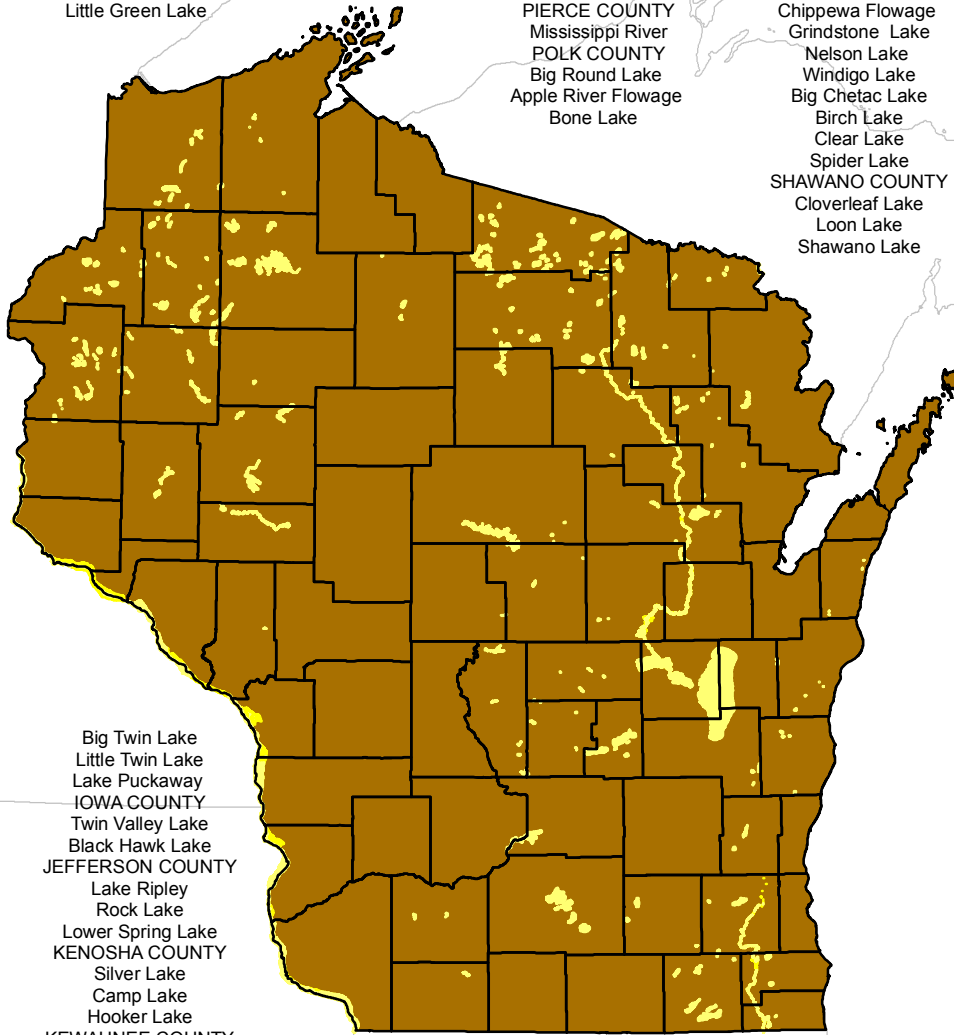 Little Green Lake
PIERCE COUNTY
Mississippi River
POLK COUNTY
Big Round Lake
Apple River Flowage
Bone Lake
Chippewa Flowage
Grindstone  Lake
Nelson Lake
Windigo Lake
Big Chetac Lake
Birch Lake
Clear Lake
Spider Lake
SHAWANO COUNTY
Cloverleaf Lake
Loon Lake
Shawano Lake
Big Twin Lake
Little Twin Lake
Lake Puckaway
IOWA COUNTY
Twin Valley Lake
Black Hawk Lake
JEFFERSON COUNTY
Lake Ripley
Rock Lake
Lower Spring Lake
KENOSHA COUNTY
Silver Lake
Camp Lake
Hooker Lake
KEWAUNEE COUNTY